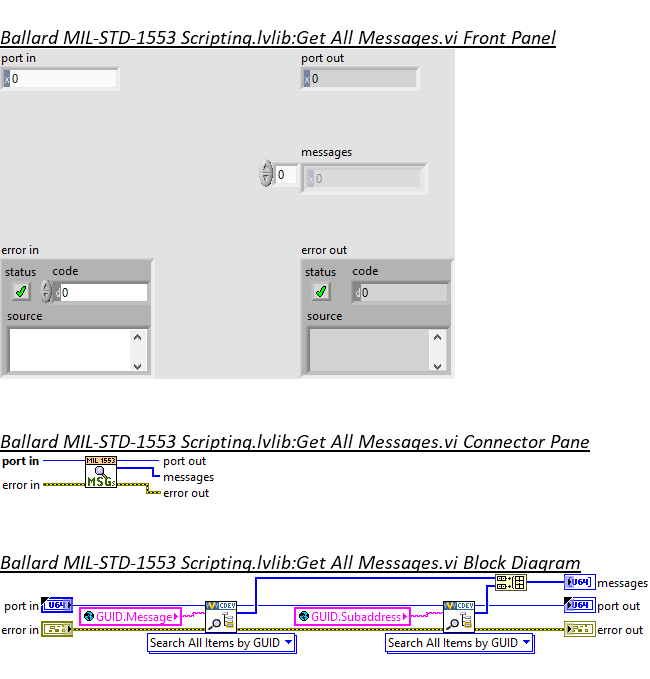 Ballard MIL-STD-1553 Scripting.lvlib:Get All Messages.vi Front Panel
port in
port out
x 0
x 0
messages
0
x 0
error in
error out
status code
status code
d 0
d 0
source
source
Ballard MIL-STD-1553 Scripting.lvlib:Get All Messages.vi Connector Pane
port in
MIL 1553
port out
MSGs
messages
error in
error out
Ballard MIL-STD-1553 Scripting.lvlib:Get All Messages.vi Block Diagram
U64
messages
port in
U64
CDEV
CDEV
U64
port out
GUID.Message
GUID.Subaddress
error in
error out
Search All Items by GUID
Search All Items by GUID